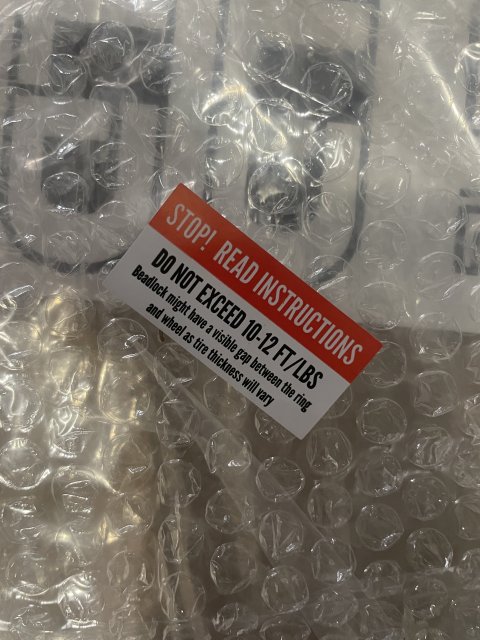 STOP! READ INSTRUCTIONS
DO NOT EXCEED 10-12 FT/LBS
Beadlock might have a visible gap between the ring
and wheel as tire thickness will vary